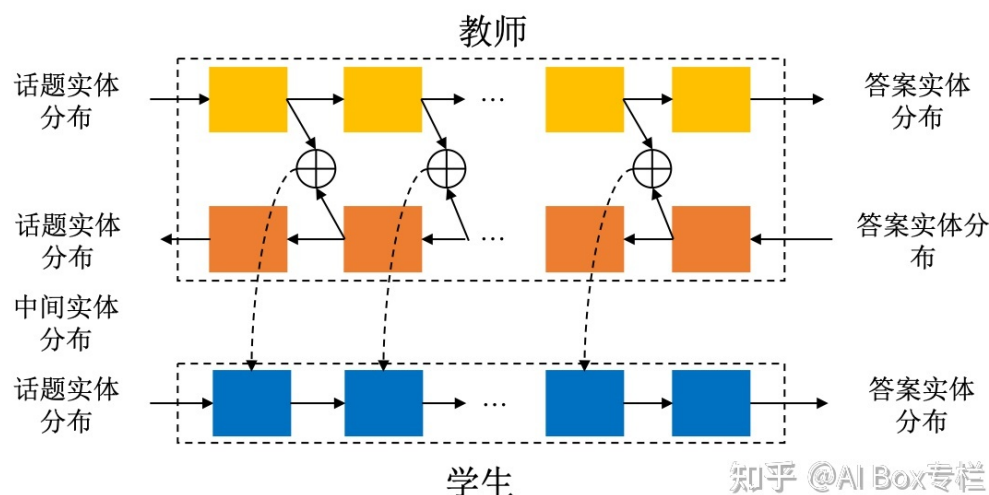 教师
话题实体
分布
答案实体
分布
...
话题实体
分布
答案实体分
布
...
中间实体
分布
话题实体
分布
答案实体
分布
...
学生
知乎 @AI Box专栏